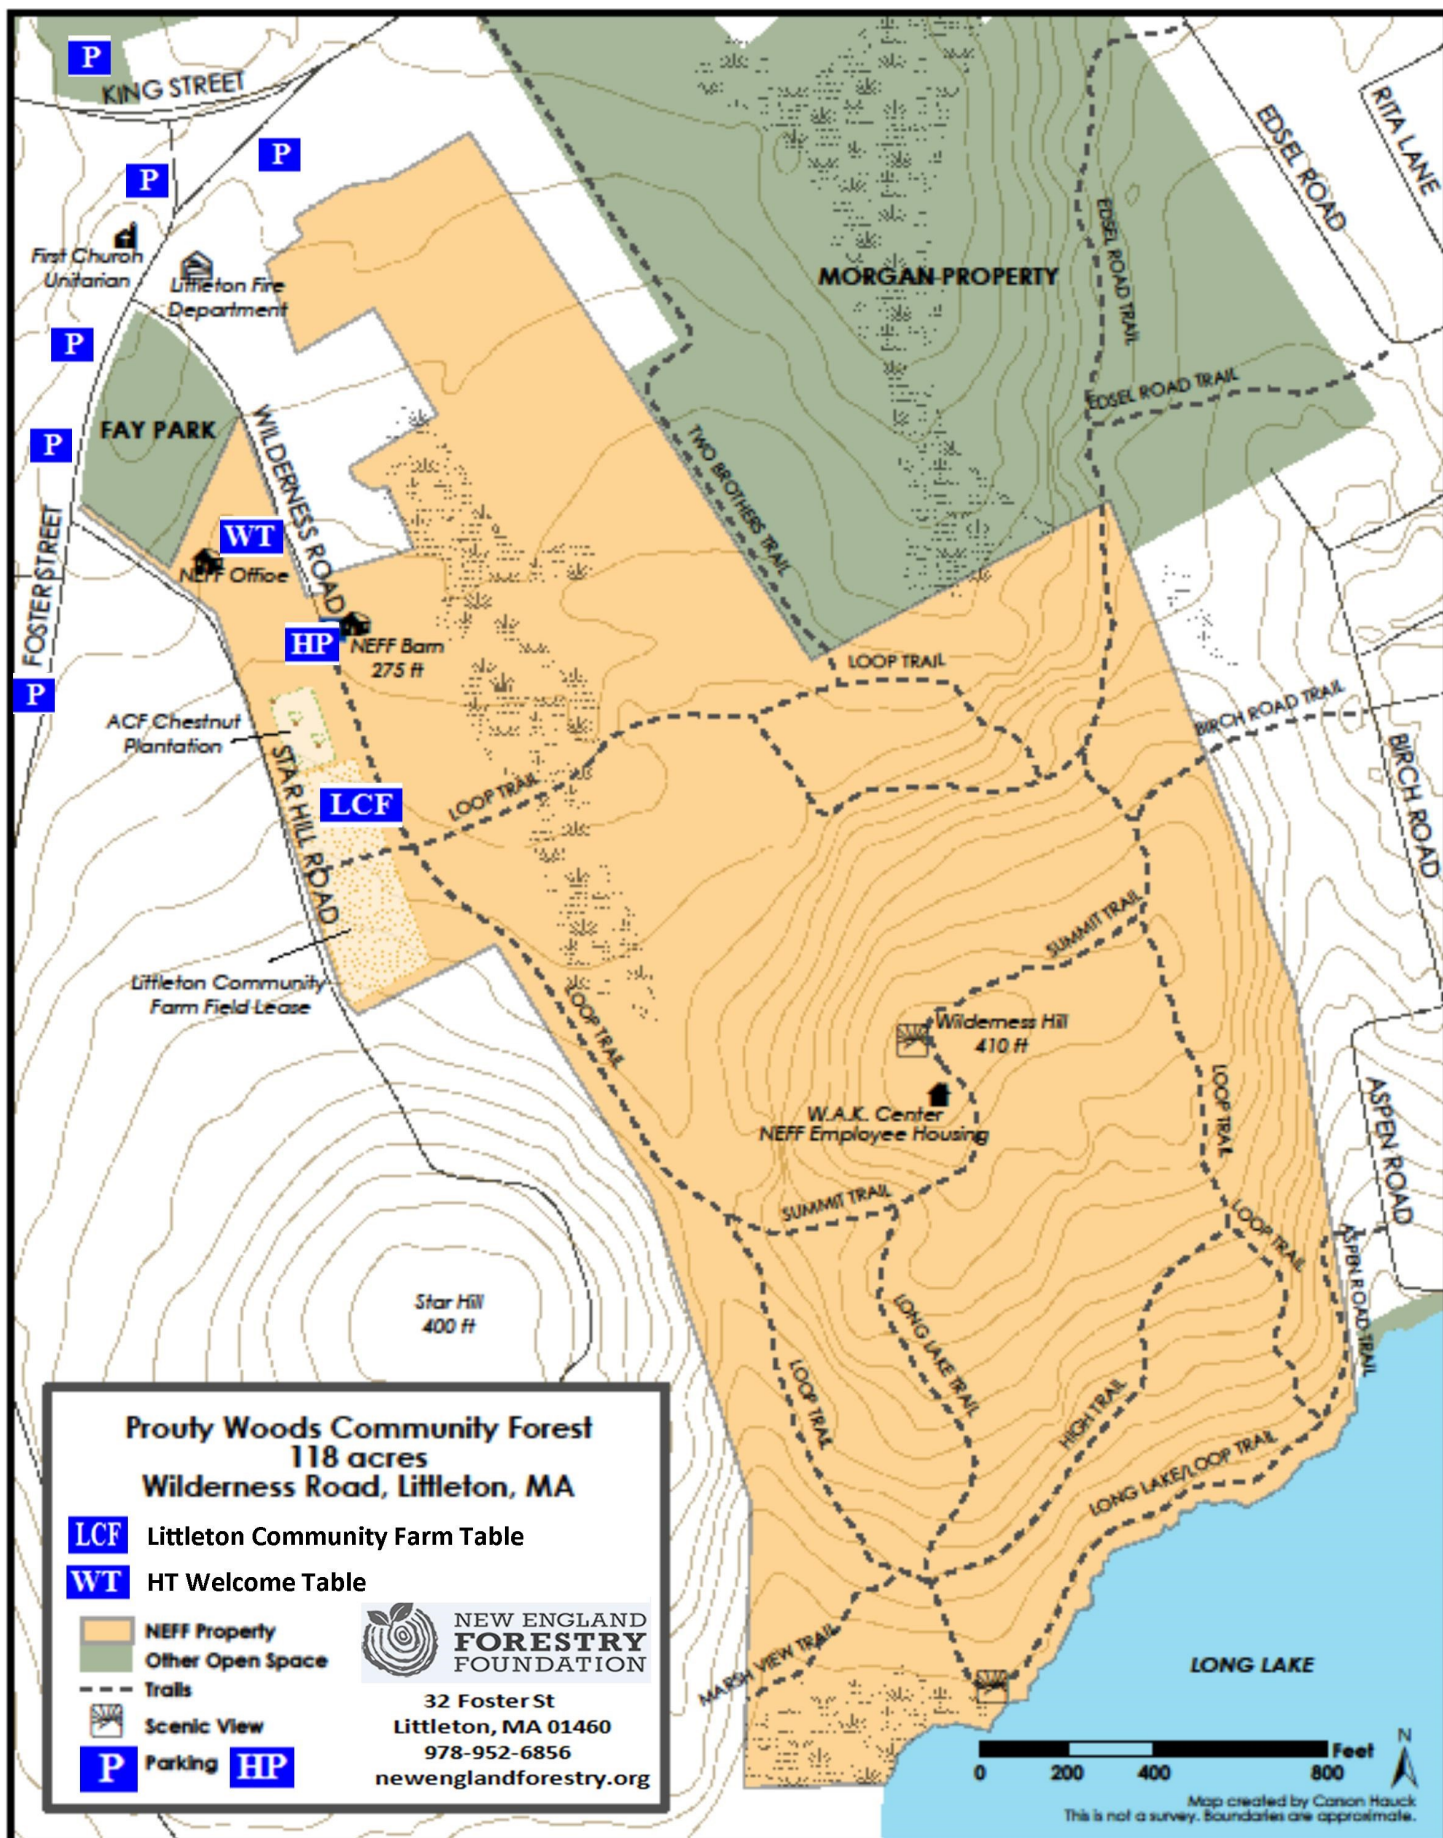 P
KING STREET
P
P
EDSEL ROAD
RITA LANE
First Church
Unitarian
Littleton Fire
Department
MORGAN PROPERTY
EDSEL ROAD TRAIL
P
EDSEL ROAD TRAIL
FAY PARK
P
WILDERNESS ROAD
TWO BROTHERS TRAIL
WT
NEFF Office
FOSTER STREET
HP
NEFF Barn
275 ft
P
LOOP TRAIL
BIRCH ROAD TRAIL
ACF Chestnut
Plantation
STAR HILL ROAD
LCF
LOOP TRAIL
BIRCH ROAD
SUMMIT TRAIL
Littleton Community
Farm Field Lease
LOOP TRAIL
Wilderness Hill
410 ft
W.A.K. Center
NEFF Employee Housing
LOOP TRAIL
ASPEN ROAD
SUMMIT TRAIL
LOOP TRAIL
ASPEN ROAD TRAIL
Star Hill
400 ft
LONG LAKE TRAIL
LOOP TRAIL
HIGH TRAIL
LONG LAKE/LOOP TRAIL
MARSH VIEW TRAIL
LONG LAKE
Prouty Woods Community Forest
118 acres
Wilderness Road, Littleton, MA
LCF Littleton Community Farm Table
WT HT Welcome Table
NEFF Property
Other Open Space
Trails
Scenic View
P Parking HP
NEW ENGLAND
FORESTRY
FOUNDATION
32 Foster St
Littleton, MA 01460
978-952-6856
newenglandforestry.org
N
Feet
0 200 400 800
Map created by Carson Hauck
This is not a survey. Boundaries are approximate.